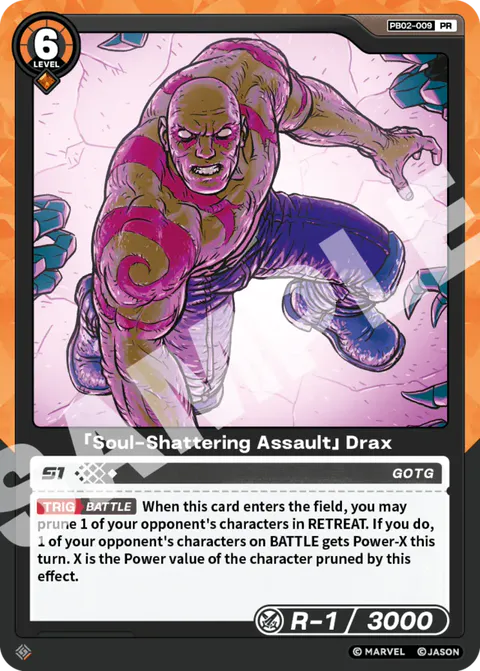 PB02-009 PR
6
LEVEL
「Soul-Shattering Assault」 Drax
S1 GOTG
TRIG BATTLE When this card enters the field, you may
prune 1 of your opponent's characters in RETREAT. If you do,
1 of your opponent's characters on BATTLE gets Power-X this
turn. X is the Power value of the character pruned by this
effect.
R-1 / 3000
© MARVEL © JASON
SAMPLE